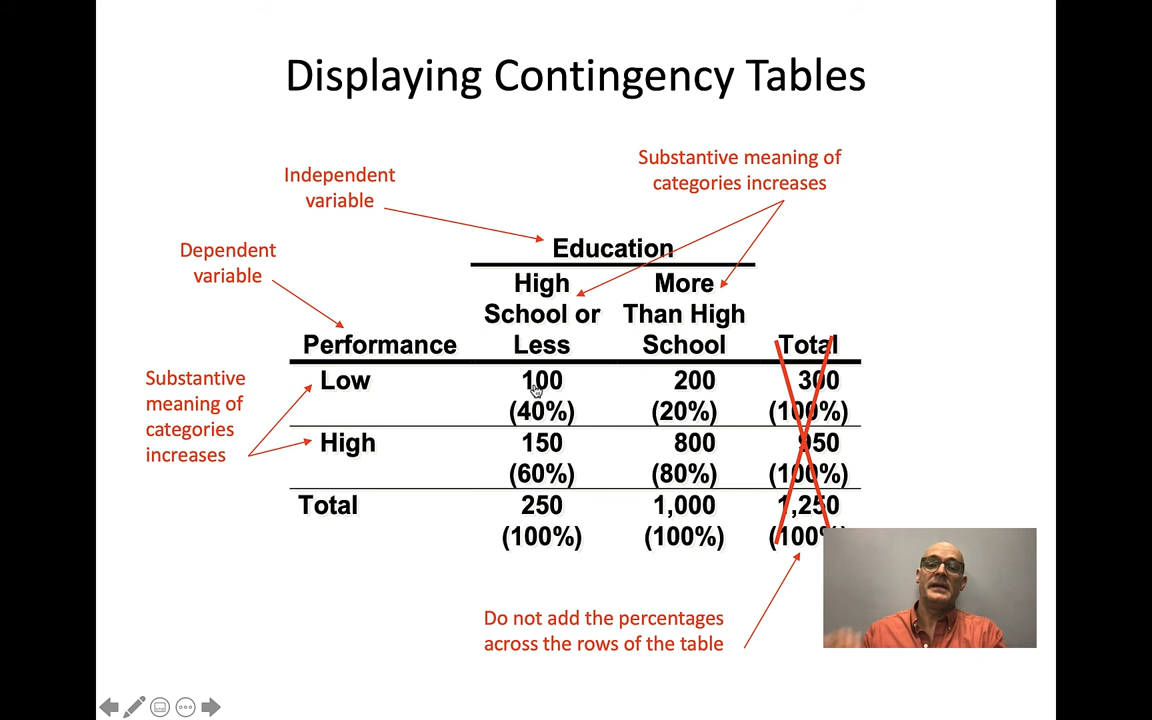 Displaying Contingency Tables
Independent
variable
Substantive meaning of
categories increases
Dependent
variable
Education
High
School or
Less
More
Than High
School
Performance
Total
Substantive
meaning of
categories
increases
Low 100 200 300
(40%) (20%) (100%)
High 150 800 950
(60%) (80%) (100%)
Total 250 1,000 1,250
(100%) (100%) (100%
Do not add the percentages
across the rows of the table